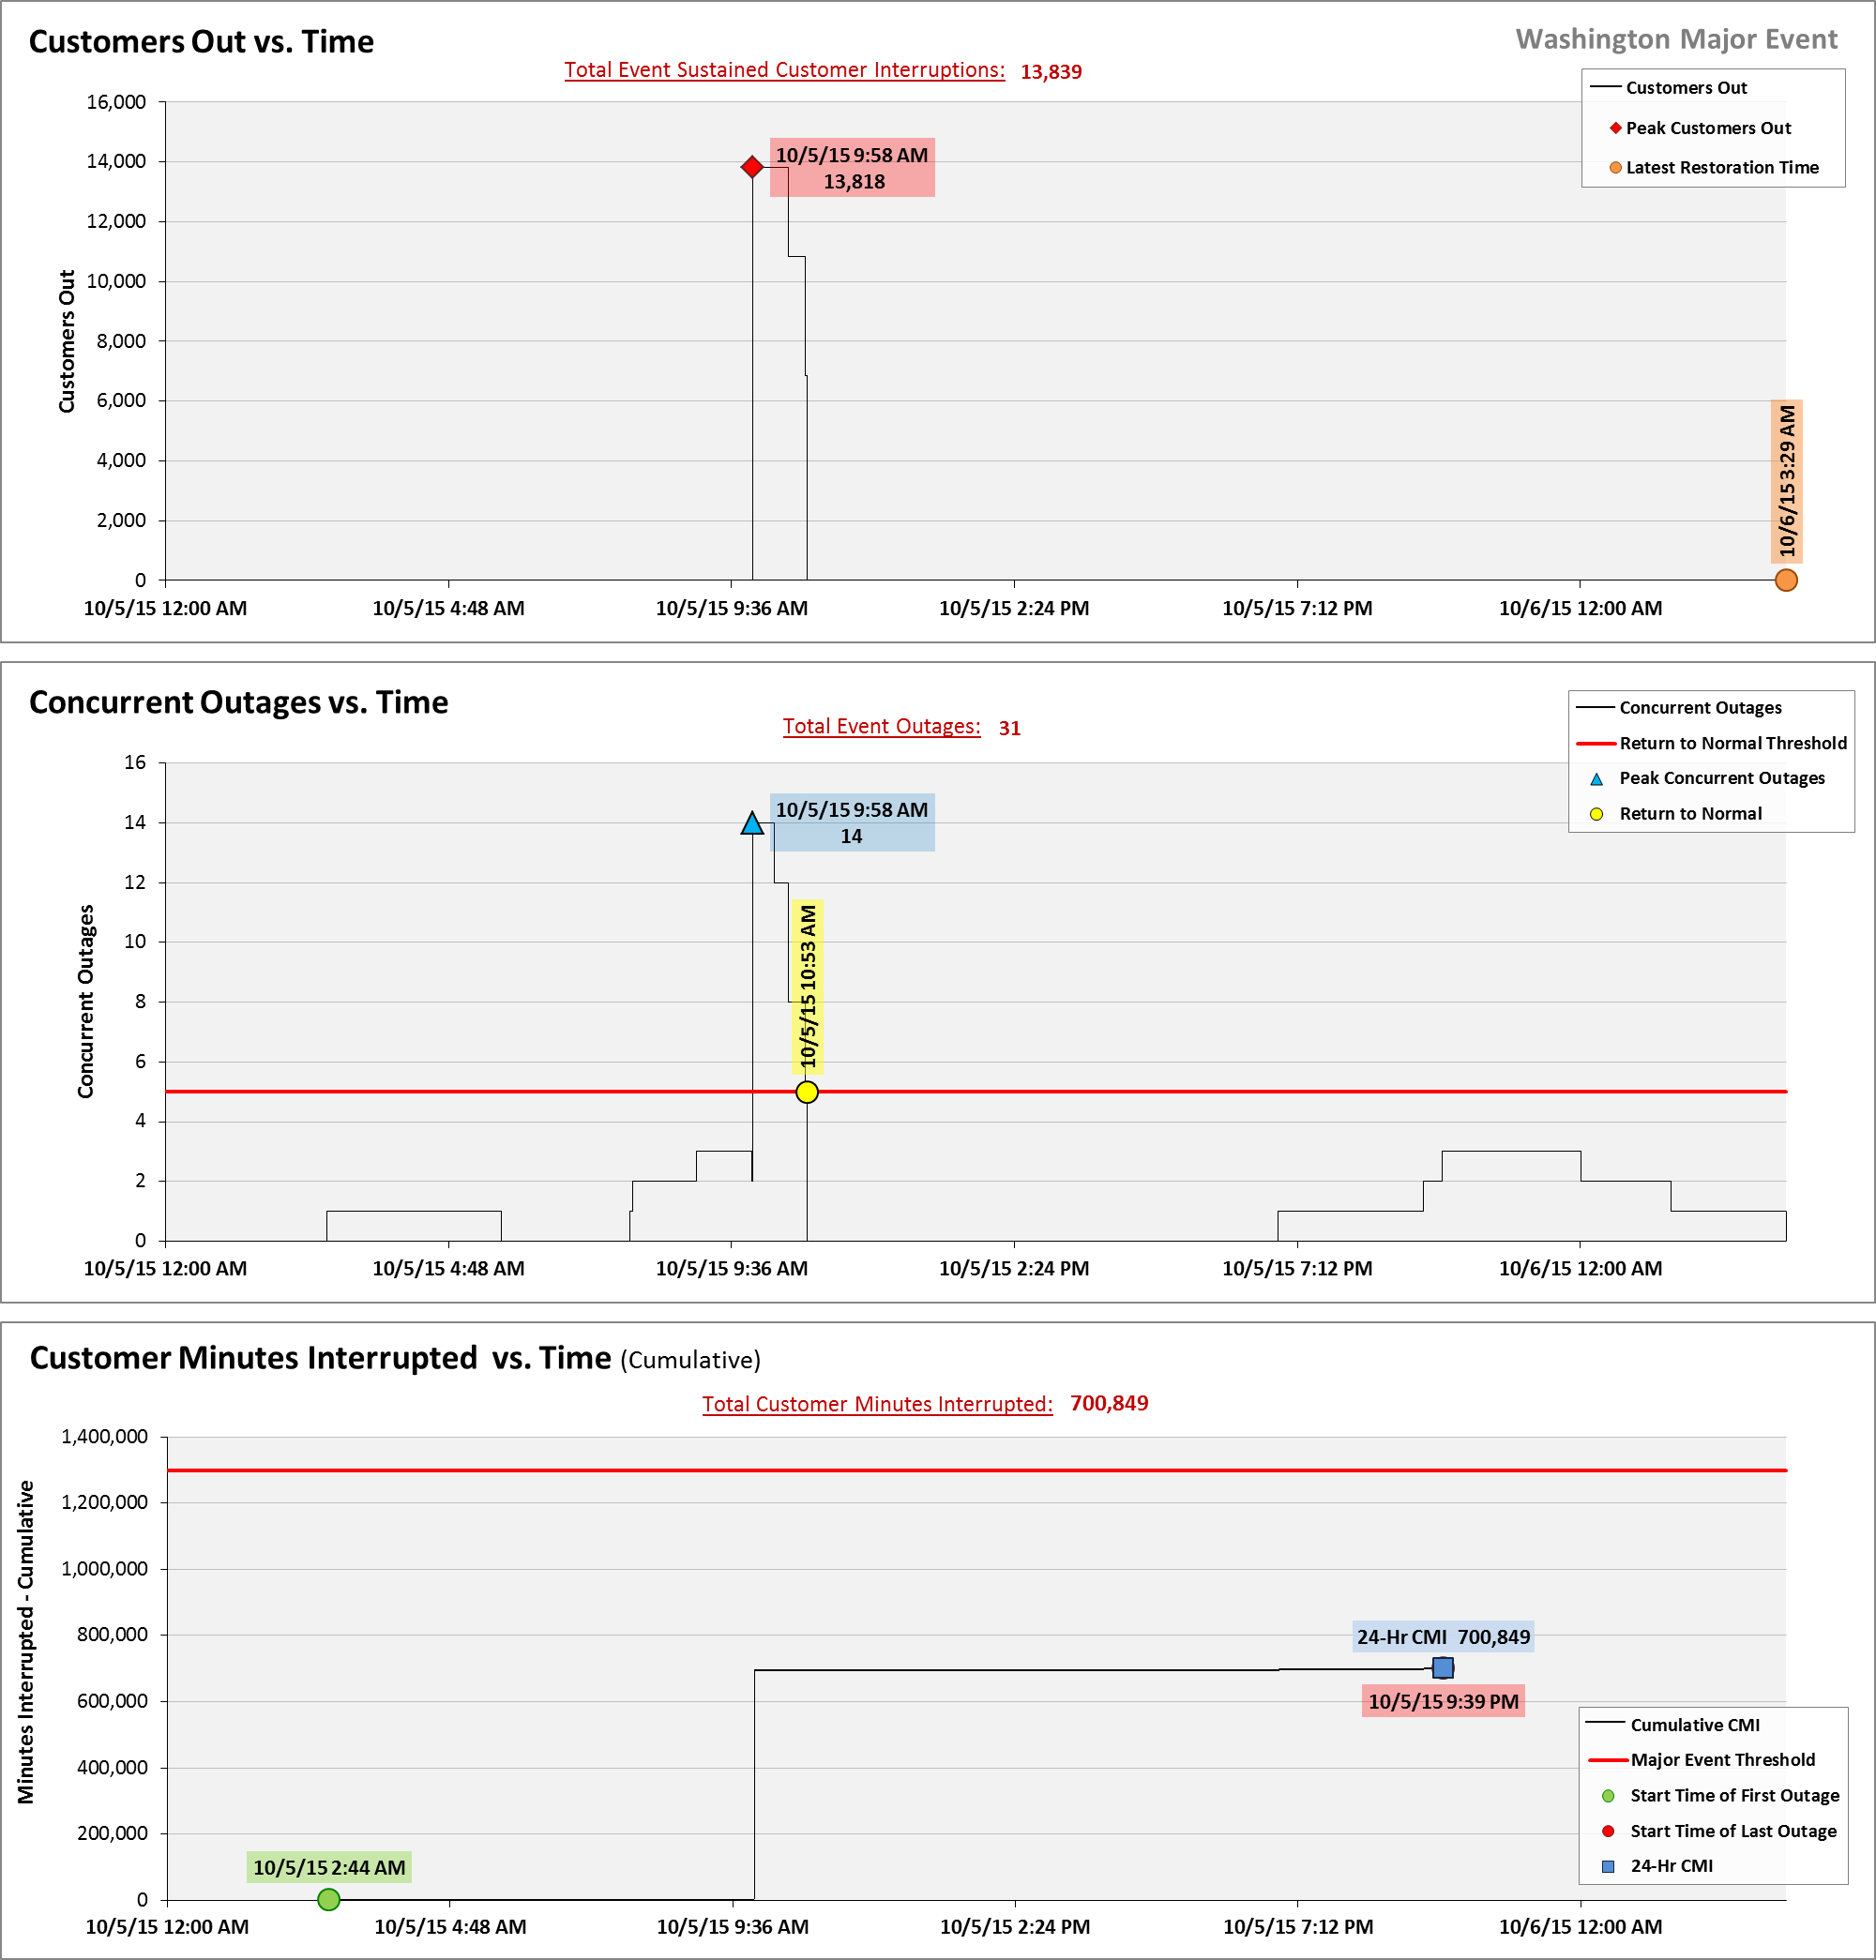 Customers Out vs. Time
Washington Major Event
Total Event Sustained Customer Interruptions: 13,839
Customers Out
Peak Customers Out
Latest Restoration Time
16,000
14,000
12,000
10,000
8,000
6,000
4,000
2,000
0
Customers Out
10/5/15 9:58 AM
13,818
10/6/15 3:29 AM
10/5/15 12:00 AM
10/5/15 4:48 AM
10/5/15 9:36 AM
10/5/15 2:24 PM
10/5/15 7:12 PM
10/6/15 12:00 AM
Concurrent Outages vs. Time
Total Event Outages: 31
Concurrent Outages
Return to Normal Threshold
Peak Concurrent Outages
Return to Normal
16
14
12
10
8
6
4
2
0
Concurrent Outages
10/5/15 9:58 AM
14
10/5/15 10:53 AM
10/5/15 12:00 AM
10/5/15 4:48 AM
10/5/15 9:36 AM
10/5/15 2:24 PM
10/5/15 7:12 PM
10/6/15 12:00 AM
Customer Minutes Interrupted vs. Time (Cumulative)
Total Customer Minutes Interrupted: 700,849
1,400,000
1,200,000
1,000,000
800,000
600,000
400,000
200,000
0
Minutes Interrupted - Cumulative
24-Hr CMI 700,849
10/5/15 9:39 PM
10/5/15 2:44 AM
Cumulative CMI
Major Event Threshold
Start Time of First Outage
Start Time of Last Outage
24-Hr CMI
10/5/15 12:00 AM
10/5/15 4:48 AM
10/5/15 9:36 AM
10/5/15 2:24 PM
10/5/15 7:12 PM
10/6/15 12:00 AM